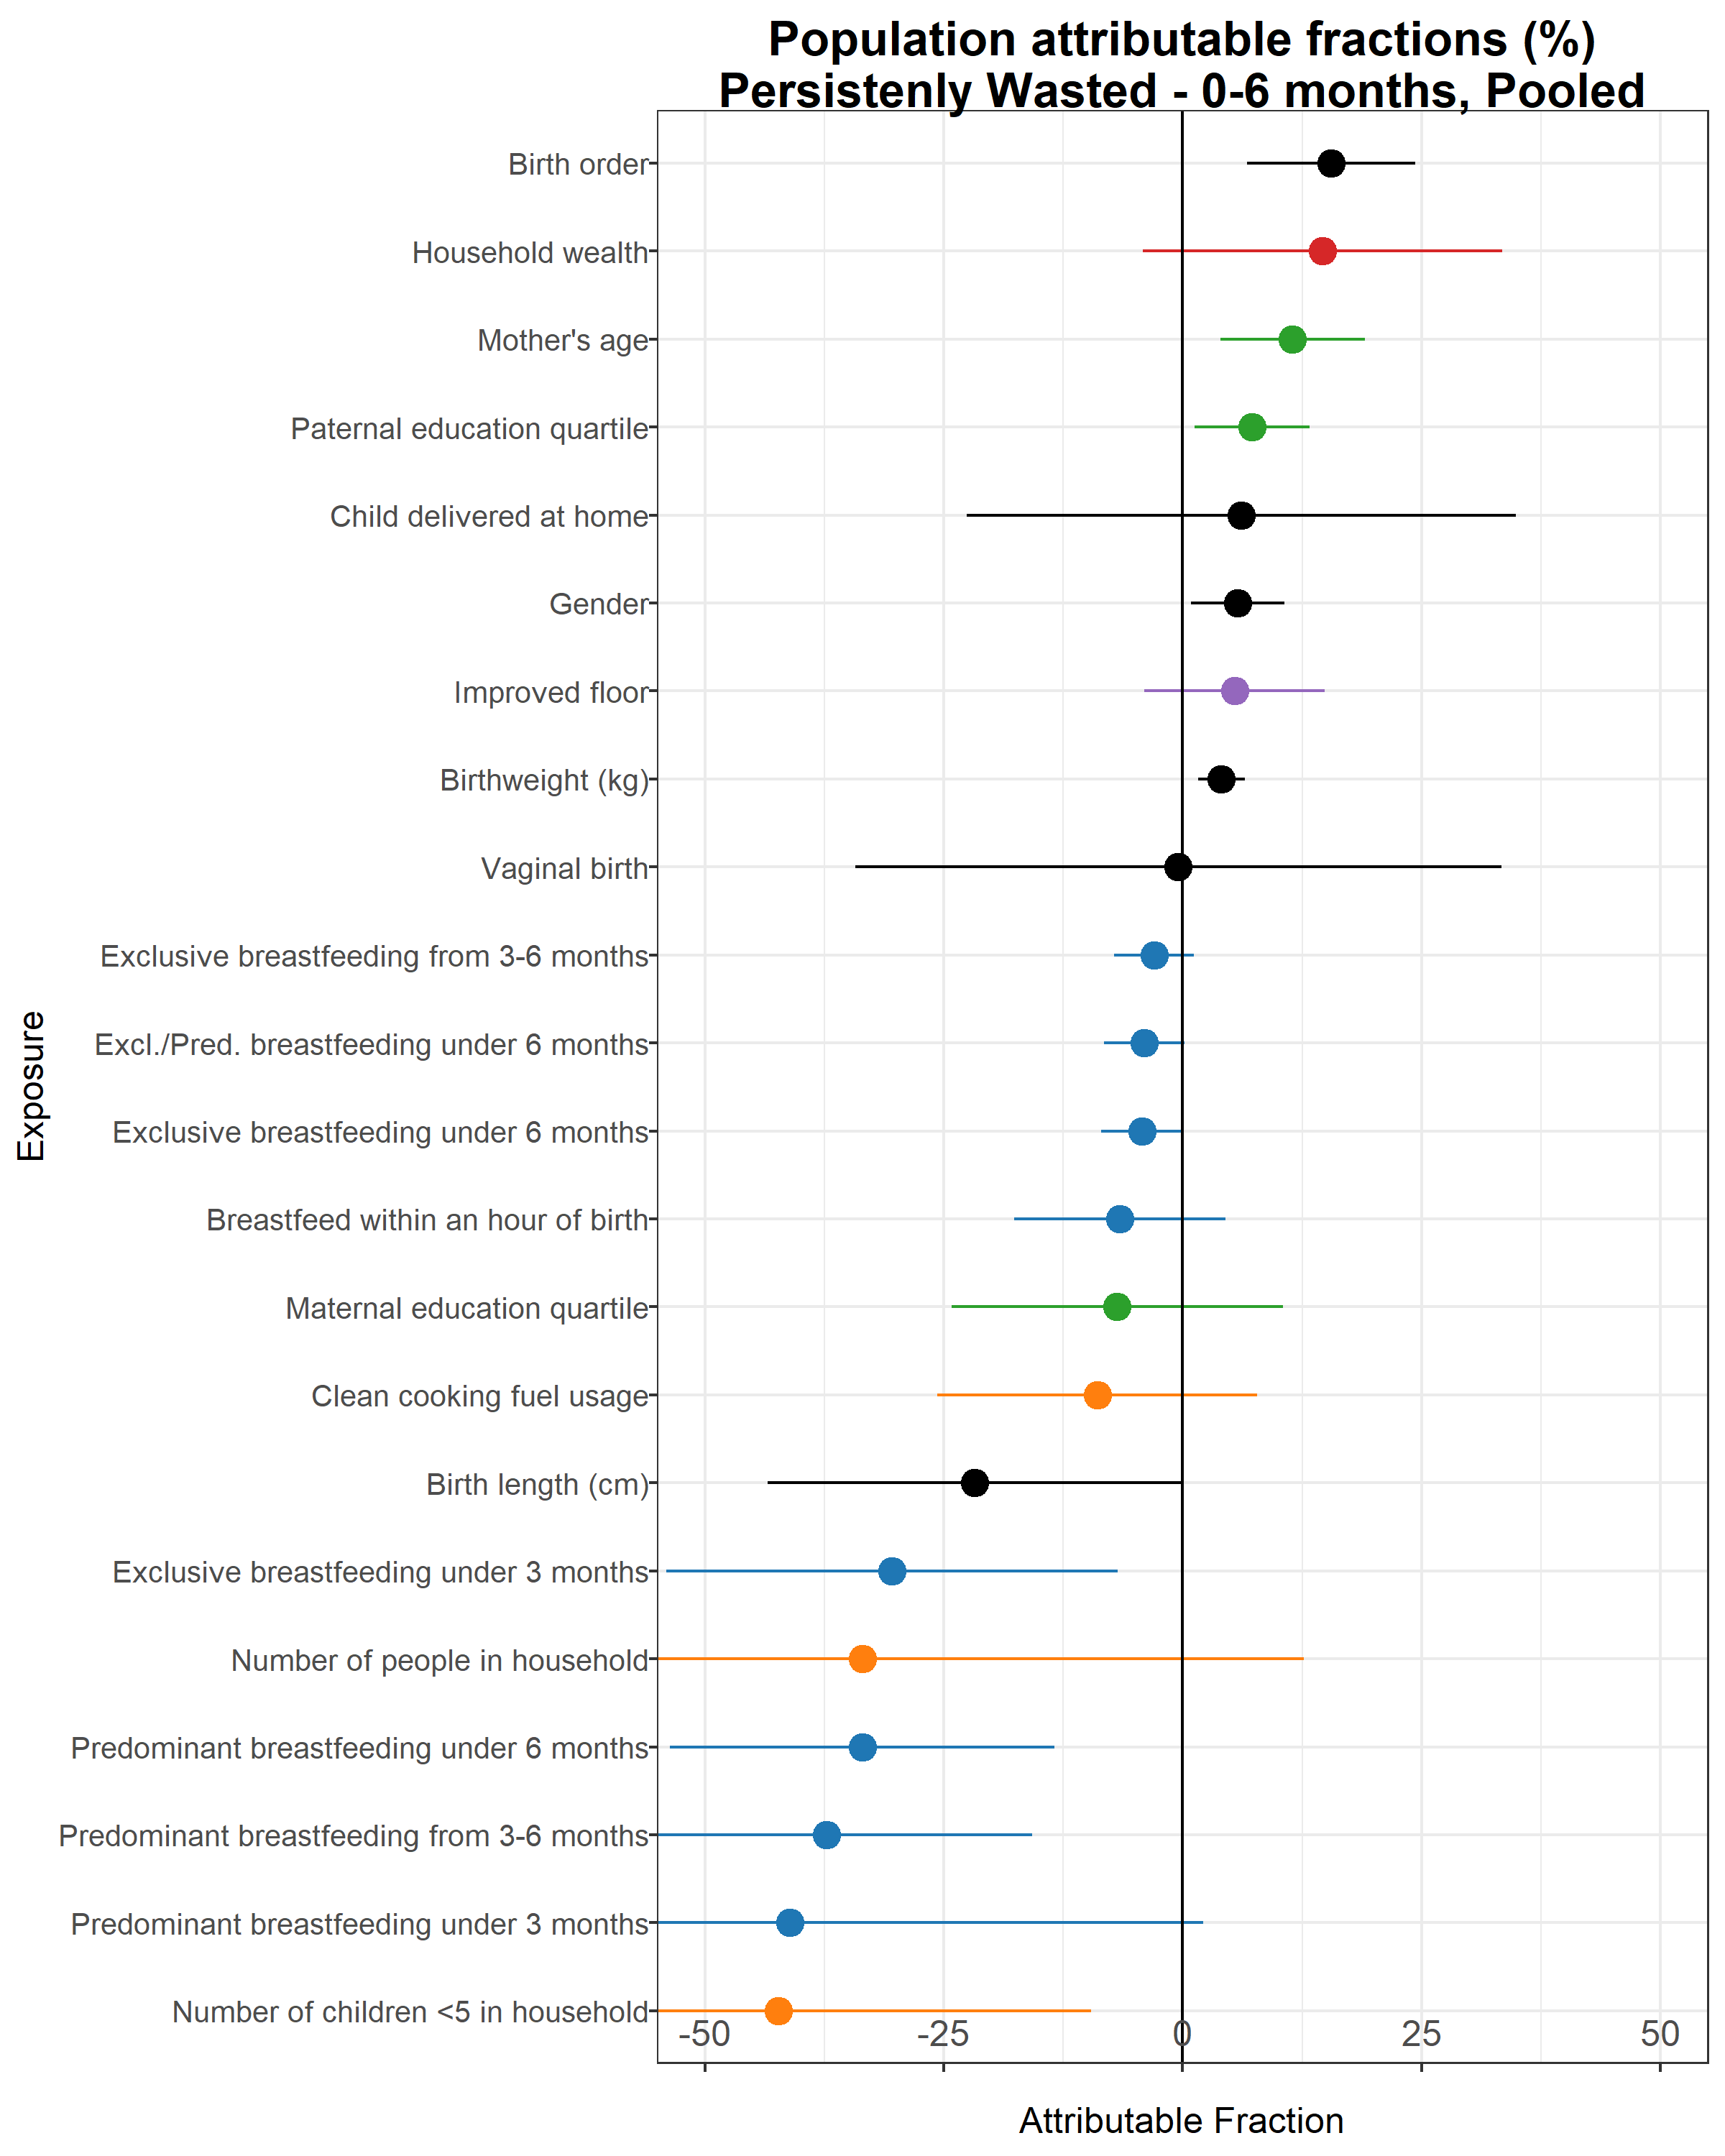 Population attributable fractions (%)
Persistenly Wasted - 0-6 months, Pooled
Exposure
Birth order
Household wealth
Mother's age
Paternal education quartile
Child delivered at home
Gender
Improved floor
Birthweight (kg)
Vaginal birth
Exclusive breastfeeding from 3-6 months
Excl./Pred. breastfeeding under 6 months
Exclusive breastfeeding under 6 months
Breastfeed within an hour of birth
Maternal education quartile
Clean cooking fuel usage
Birth length (cm)
Exclusive breastfeeding under 3 months
Number of people in household
Predominant breastfeeding under 6 months
Predominant breastfeeding from 3-6 months
Predominant breastfeeding under 3 months
Number of children <5 in household
-50 -25 0 25 50
Attributable Fraction